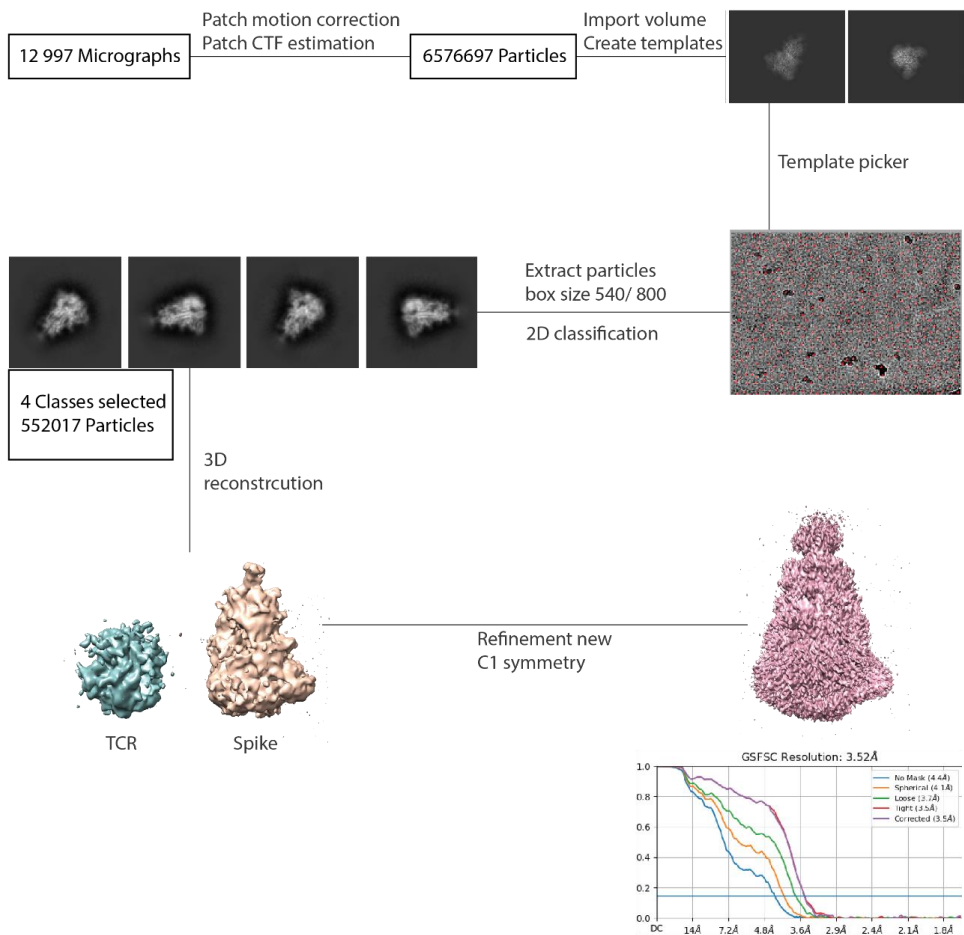 12 997 Micrographs
Patch motion correction
Patch CTF estimation
6576697 Particles
Import volume
Create templates
Template picker
Extract particles
box size 540/ 800
2D classification
4 Classes selected
552017 Particles
3D
reconstrcution
TCR
Spike
Refinement new
C1 symmetry
GSFSC Resolution: 3.52Å
No Mask (4.4Å)
Spherical (4.1Å)
Loose (3.7Å)
Tight (3.5Å)
Corrected (3.5Å)
1.0
0.8
0.6
0.4
0.2
0.0
DC 14Å 7.2Å 4.8Å 3.6Å 2.9Å 2.4Å 2.1Å 1.8Å